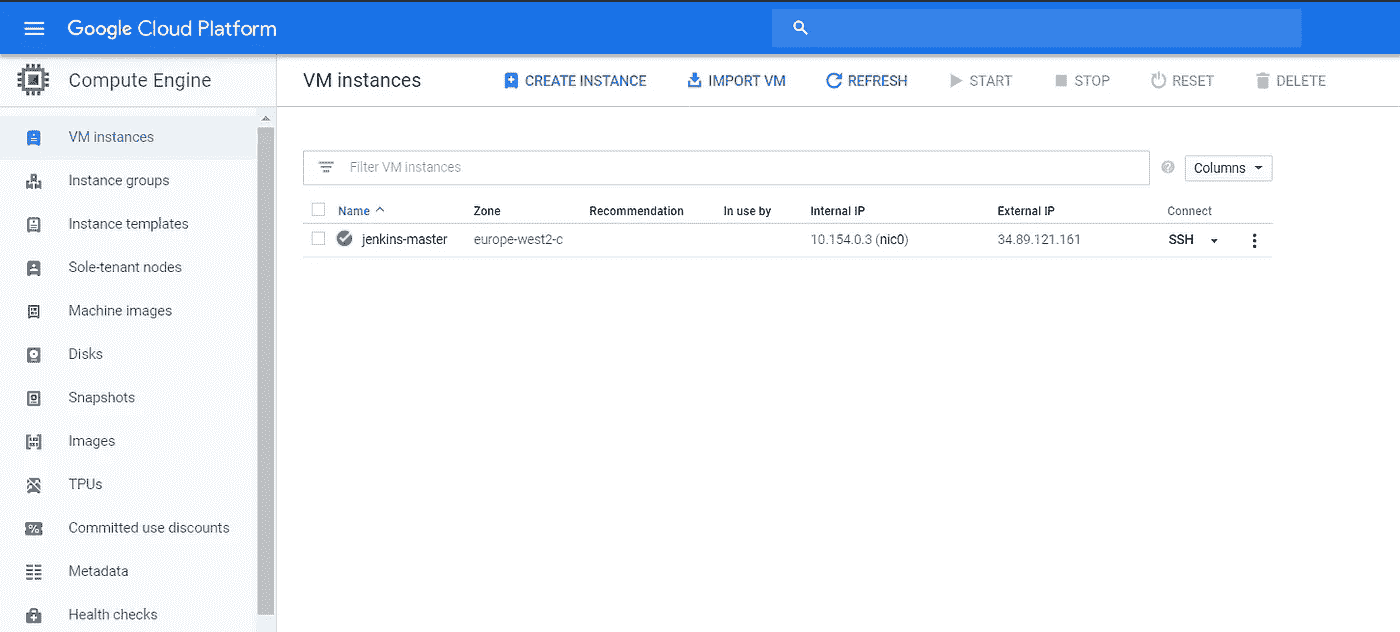 Google Cloud Platform
Compute Engine
VM instances CREATE INSTANCE IMPORT VM REFRESH START STOP RESET DELETE
VM instances
Instance groups
Instance templates
Sole-tenant nodes
Machine images
Disks
Snapshots
Images
TPUs
Committed use discounts
Metadata
Health checks
Filter VM instances
Columns
Name Zone Recommendation In use by Internal IP External IP Connect
jenkins-master europe-west2-c 10.154.0.3 (nic0) 34.89.121.161 SSH